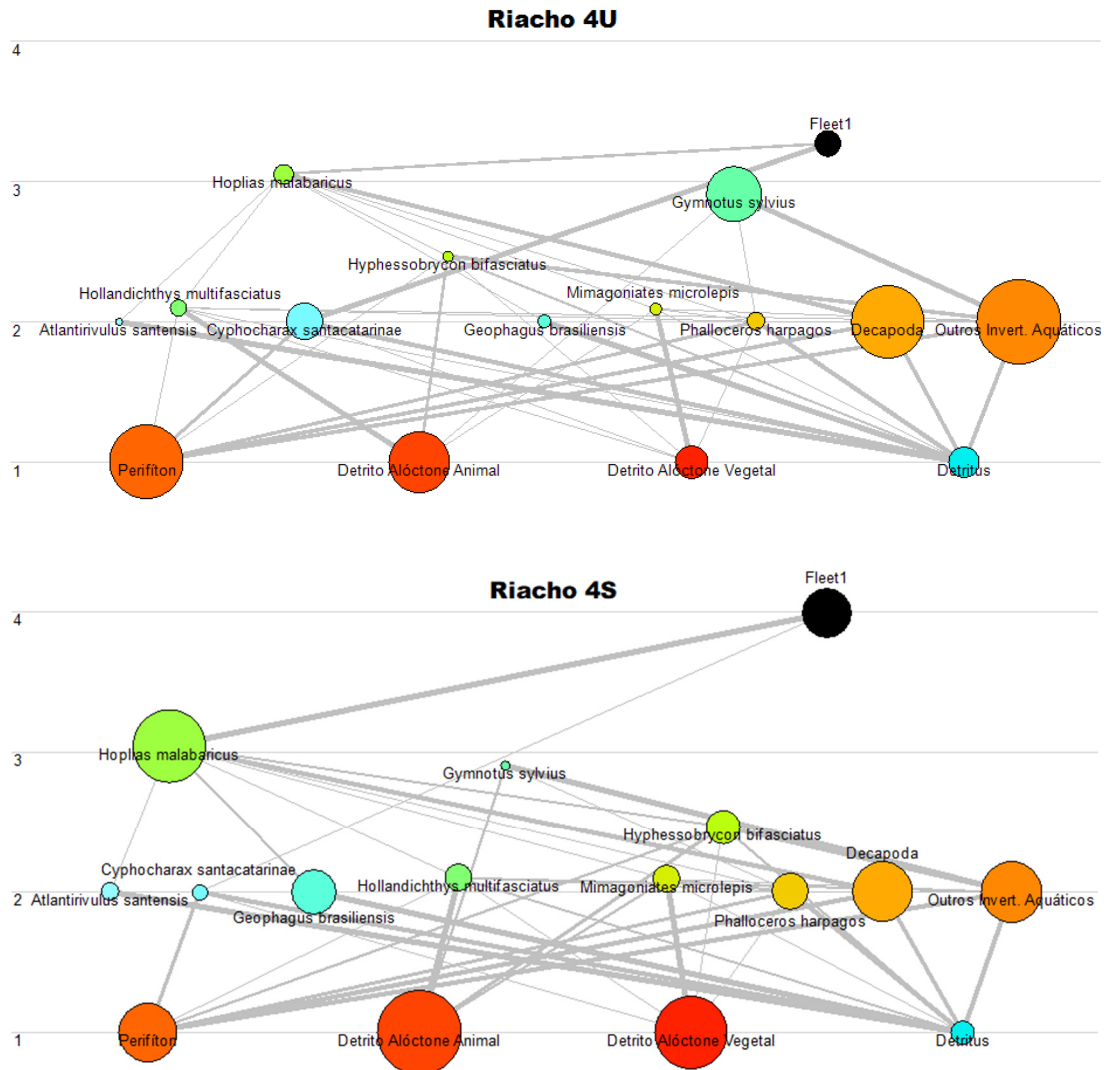 Riacho 4U
4
Fleet1
3
Hoplias malabaricus
Gymnotus sylvius
Hyphessobrycon bifasciatus
Hollandichthys multifasciatus
Mimagoniates microlepis
2
Atlantirivulus santensis
Cyphocharax santacatarinae
Geophagus brasiliensis
Phalloceros harpagos
Decapoda
Outros Invert. Aquáticos
1
Perifíton
Detrito Alóctone Animal
Detrito Alóctone Vegetal
Detritus
Riacho 4S
Fleet1
4
3
Hoplias malabaricus
Gymnotus sylvius
Hyphessobrycon bifasciatus
Decapoda
Cyphocharax santacatarinae
Hollandichthys multifasciatus
Mimagoniates microlepis
2
Atlantirivulus santensis
Outros Invert. Aquáticos
Geophagus brasiliensis
Phalloceros harpagos
1
Perifíton
Detrito Alóctone Animal
Detrito Alóctone Vegetal
Detritus